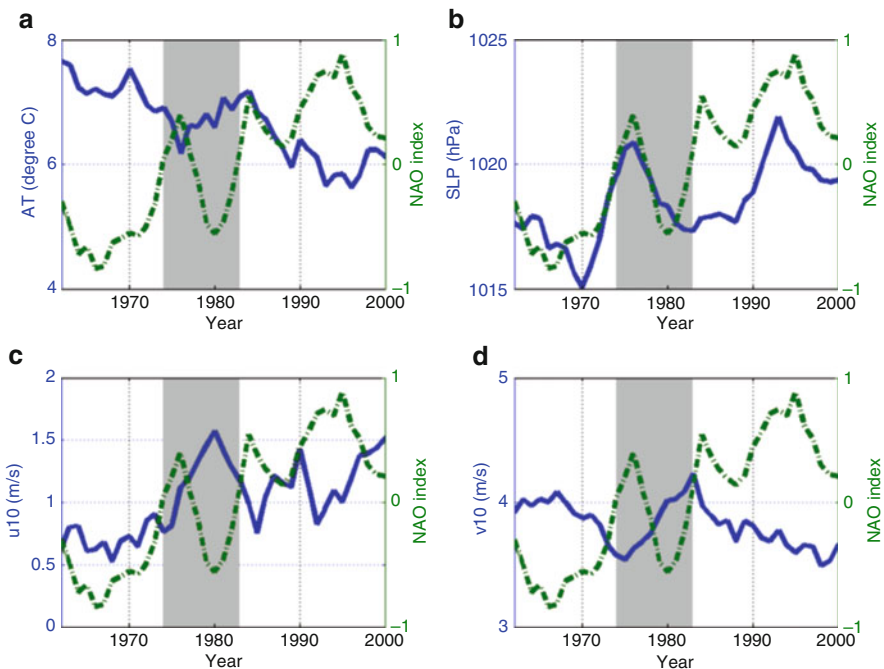 a
8
6
4
AT (degree C)
1
0
−1
NAO index
1970
1980
1990
2000
Year
b
1025
1020
1015
SLP (hPa)
1
0
−1
NAO index
1970
1980
1990
2000
Year
c
2
1.5
1
0.5
0
u10 (m/s)
1
0
−1
NAO index
1970
1980
1990
2000
Year
d
5
4
3
v10 (m/s)
1
0
−1
NAO index
1970
1980
1990
2000
Year